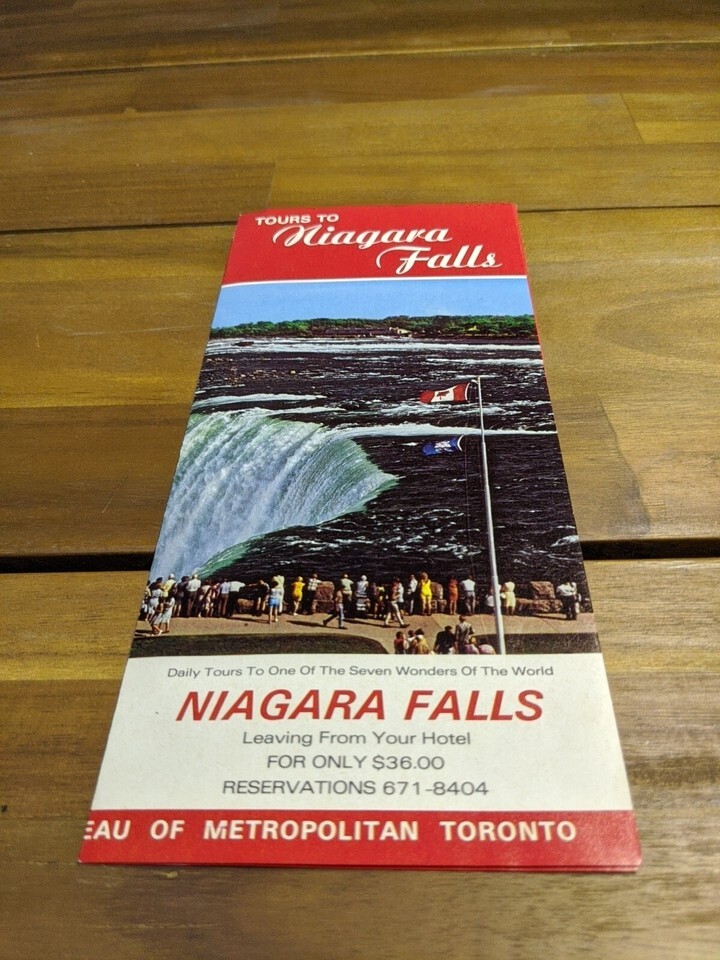 TOURS TO
Niagara
Falls
Daily Tours To One Of The Seven Wonders Of The World
NIAGARA FALLS
Leaving From Your Hotel
FOR ONLY $36.00
RESERVATIONS 671-8404
EAU OF METROPOLITAN TORONTO